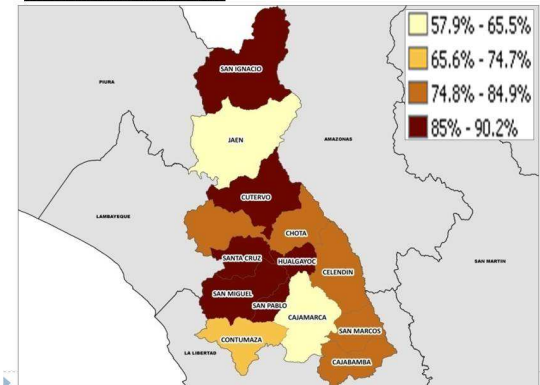 57.9% - 65.5%
65.6% - 74.7%
74.8% - 84.9%
85% - 90.2%
SAN IGNACIO
PIURA
JAEN
AMAZONAS
CUTERVO
LAMBAYEQUE
CHOTA
SANTA CRUZ
HUALGAYOC
SAN MARTIN
CELENDIN
SAN MIGUEL
SAN PABLO
CAJAMARCA
SAN MARCOS
CONTUMAZA
LA LIBERTAD
CAJABAMBA